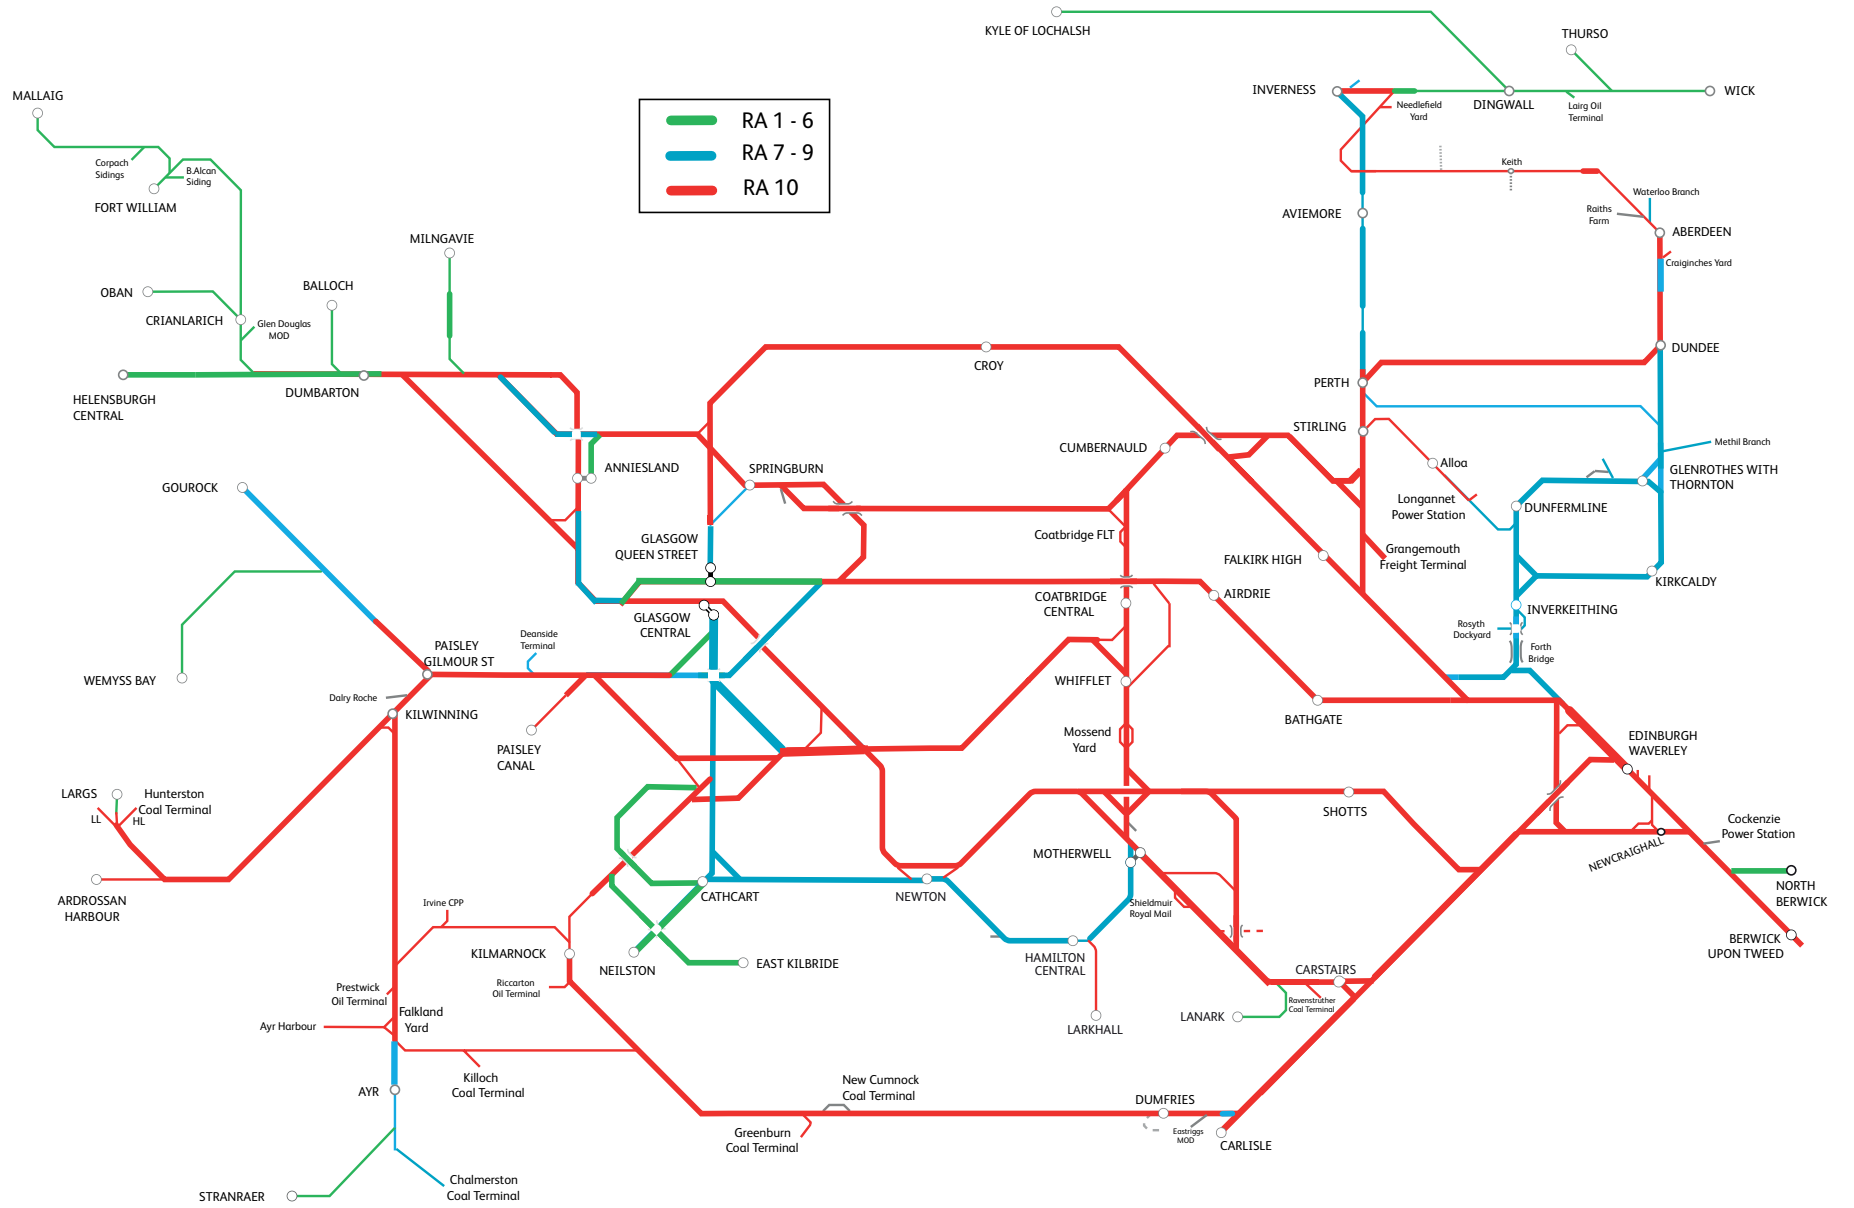 KYLE OF LOCHALSH
THURSO
MALLAIG
INVERNESS
Needlefield
Yard
DINGWALL
Lairg Oil
Terminal
WICK
RA 1 - 6
RA 7 - 9
RA 10
Corpach
Sidings
B.Alcan
Siding
FORT WILLIAM
Keith
Waterloo Branch
Raiths
Farm
AVIEMORE
ABERDEEN
MILNGAVIE
Craiginches Yard
OBAN
BALLOCH
CRIANLARICH
Glen Douglas
MOD
DUNDEE
CROY
PERTH
HELENSBURGH
CENTRAL
DUMBARTON
STIRLING
CUMBERNAULD
Methil Branch
ANNIESLAND
SPRINGBURN
Alloa
GLENROTHES WITH
THORNTON
GOUROCK
Longannet
Power Station
DUNFERMLINE
GLASGOW
QUEEN STREET
Coatbridge FLT
FALKIRK HIGH
Grangemouth
Freight Terminal
KIRKCALDY
COATBRIDGE
CENTRAL
AIRDRIE
INVERKEITHING
GLASGOW
CENTRAL
Rosyth
Dockyard
Forth
Bridge
Deanside
Terminal
PAISLEY
GILMOUR ST
WEMYSS BAY
WHIFFLET
Dalry Roche
KILWINNING
BATHGATE
Mossend
Yard
EDINBURGH
WAVERLEY
PAISLEY
CANAL
LARGS
Hunterston
Coal Terminal
LL
HL
SHOTTS
Cockenzie
Power Station
MOTHERWELL
NEWCRAIGHALL
ARDROSSAN
HARBOUR
CATHCART
NEWTON
NORTH
BERWICK
Irvine CPP
Shieldmuir
Royal Mail
KILMARNOCK
NEILSTON
EAST KILBRIDE
HAMILTON
CENTRAL
BERWICK
UPON TWEED
CARSTAIRS
Prestwick
Oil Terminal
Riccarton
Oil Terminal
Ravenstruther
Coal Terminal
Ayr Harbour
Falkland
Yard
LANARK
LARKHALL
Killoch
Coal Terminal
AYR
New Cumnock
Coal Terminal
DUMFRIES
Greenburn
Coal Terminal
Eastriggs
MOD
CARLISLE
Chalmerston
Coal Terminal
STRANRAER